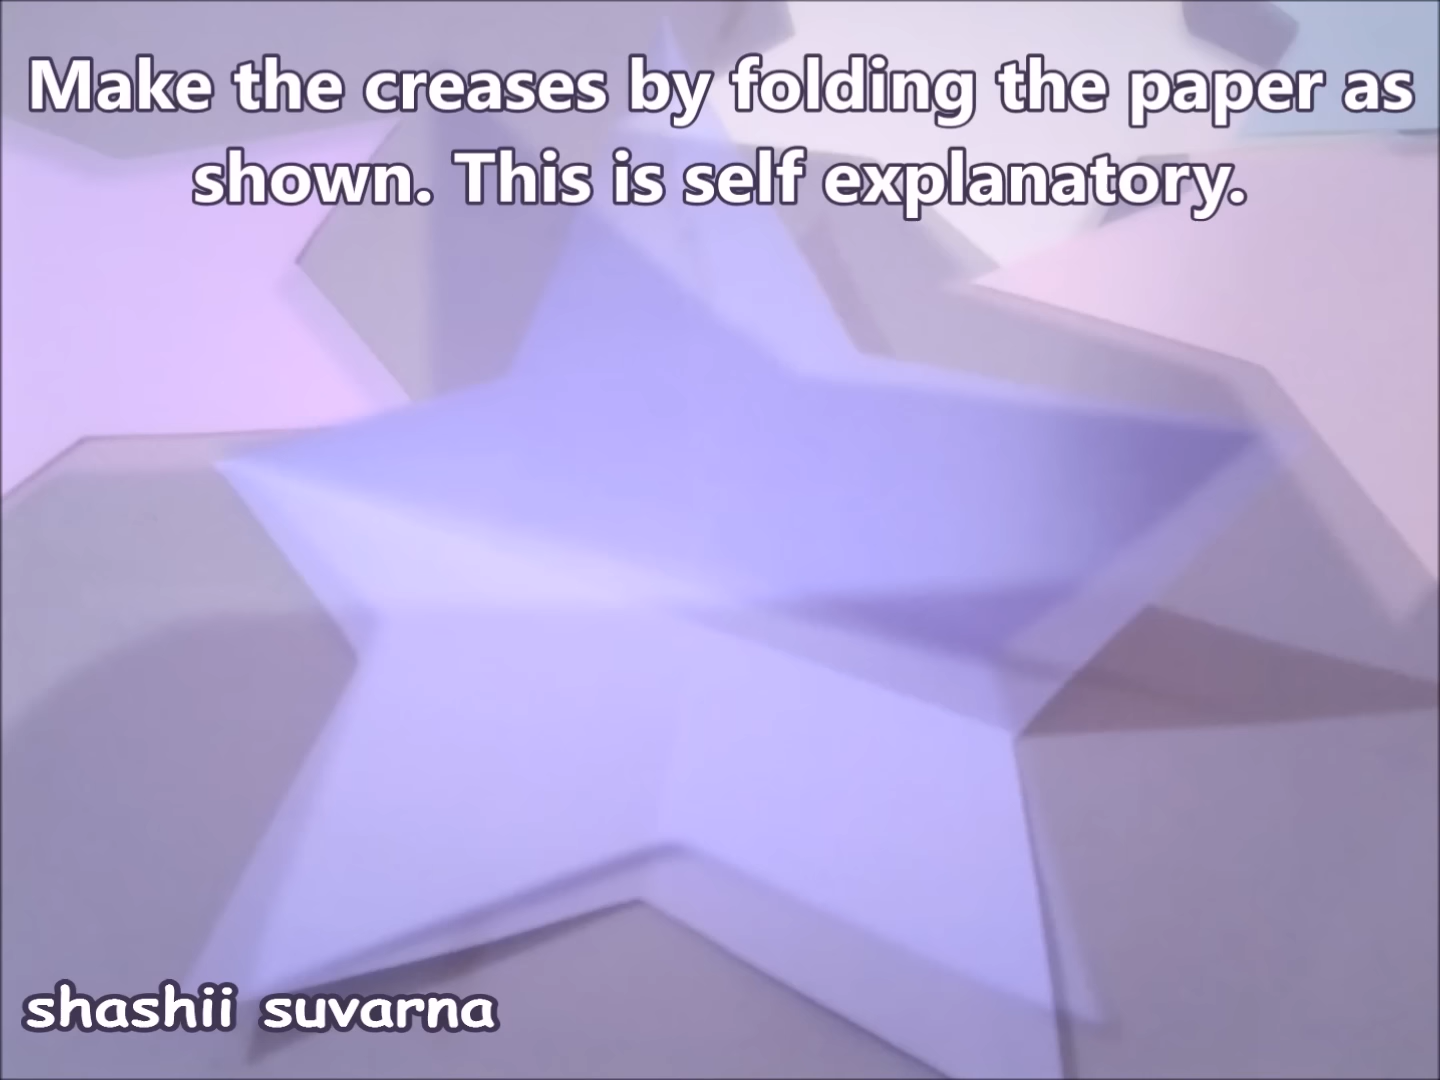 Make the creases by folding the paper as
shown. This is self explanatory.
shashii suvarna